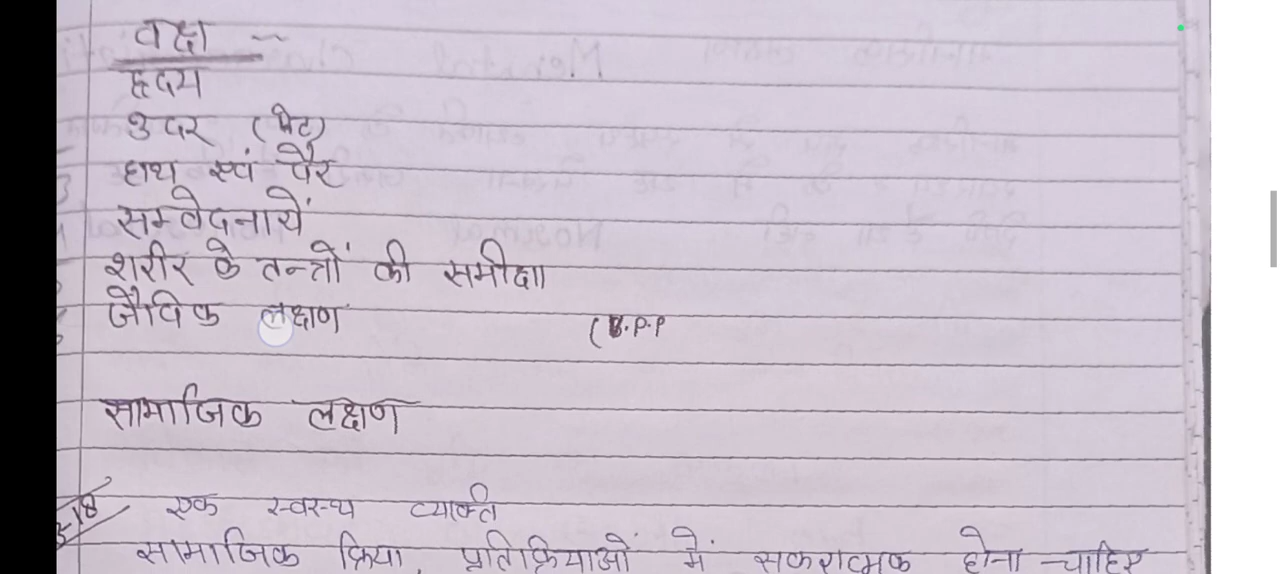 वक्ष
हृदय
उदर (पेट)
हाथ एवं पैर
सम्वेदनायें
शरीर के तन्त्रों की समीक्षा
जैविक लक्षण (B.P.P
सामाजिक लक्षण
एक स्वस्थ व्यक्ति
सामाजिक क्रिया, प्रतिक्रियाओं में सकरात्मक होना चाहिए